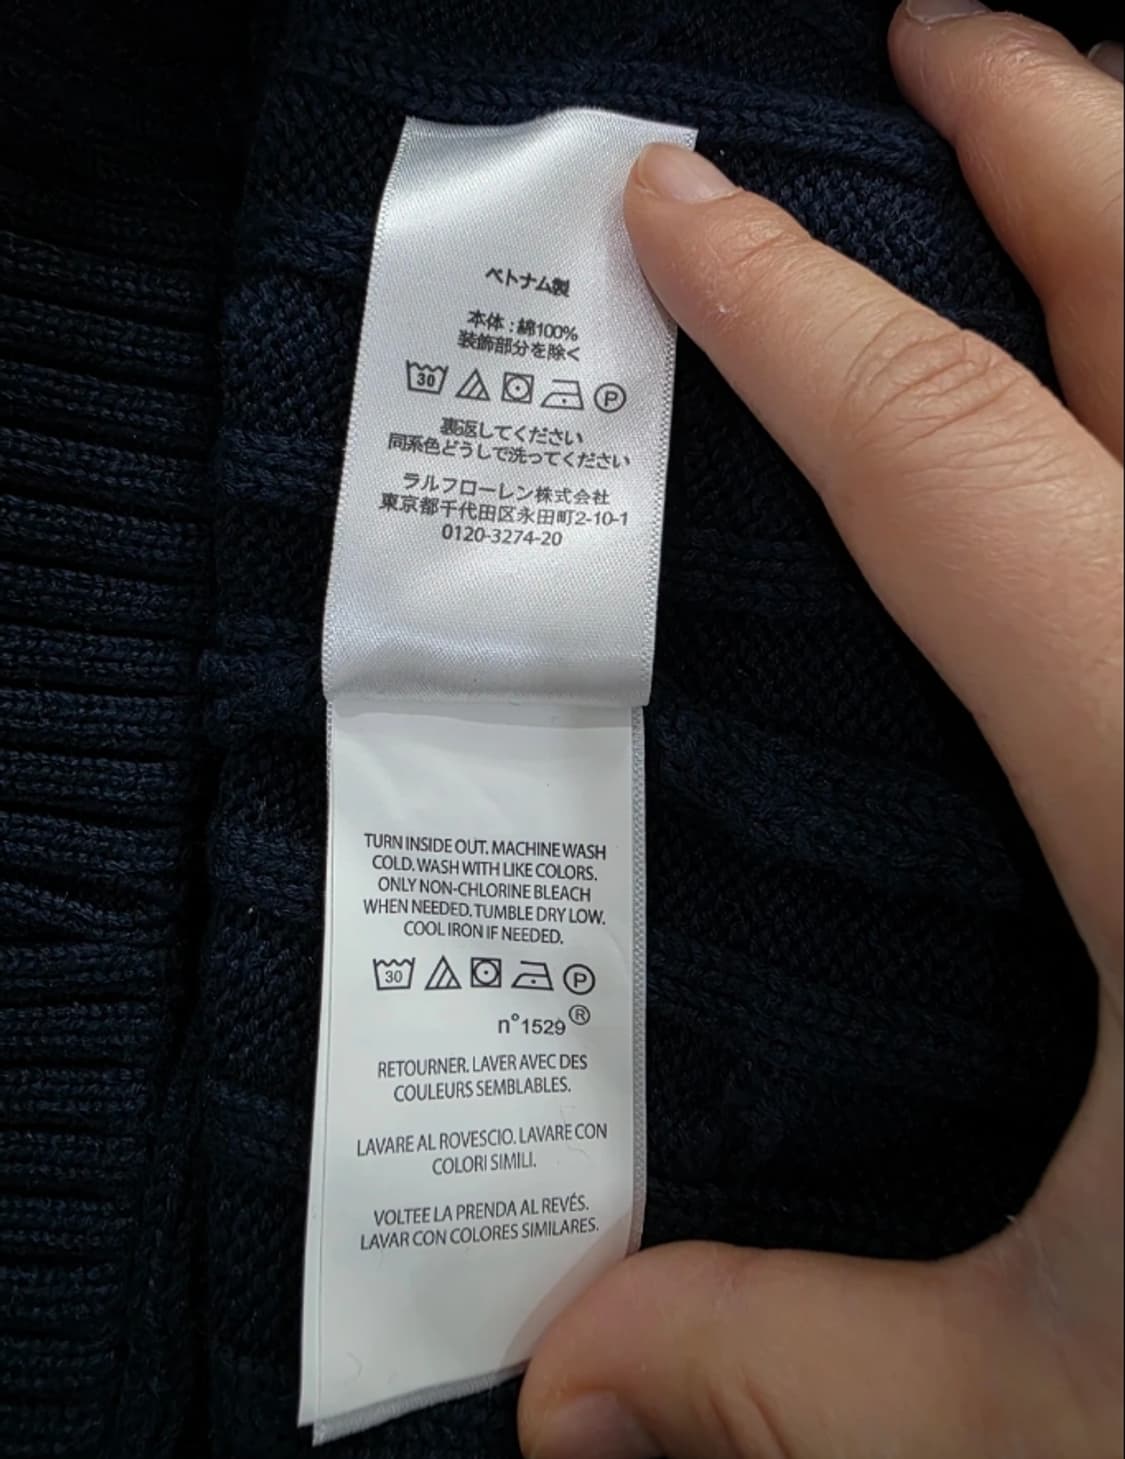 ベトナム製
本体：綿100%
装飾部分を除く
30 P
裏返してください
同系色どうしで洗ってください
ラルフローレン株式会社
東京都千代田区永田町2-10-1
0120-3274-20
TURN INSIDE OUT. MACHINE WASH
COLD. WASH WITH LIKE COLORS.
ONLY NON-CHLORINE BLEACH
WHEN NEEDED. TUMBLE DRY LOW.
COOL IRON IF NEEDED.
30 P
n°1529®
RETOURNER. LAVER AVEC DES
COULEURS SEMBLABLES.
LAVARE AL ROVESCIO. LAVARE CON
COLORI SIMILI.
VOLTEE LA PRENDA AL REVÉS.
LAVAR CON COLORES SIMILARES.